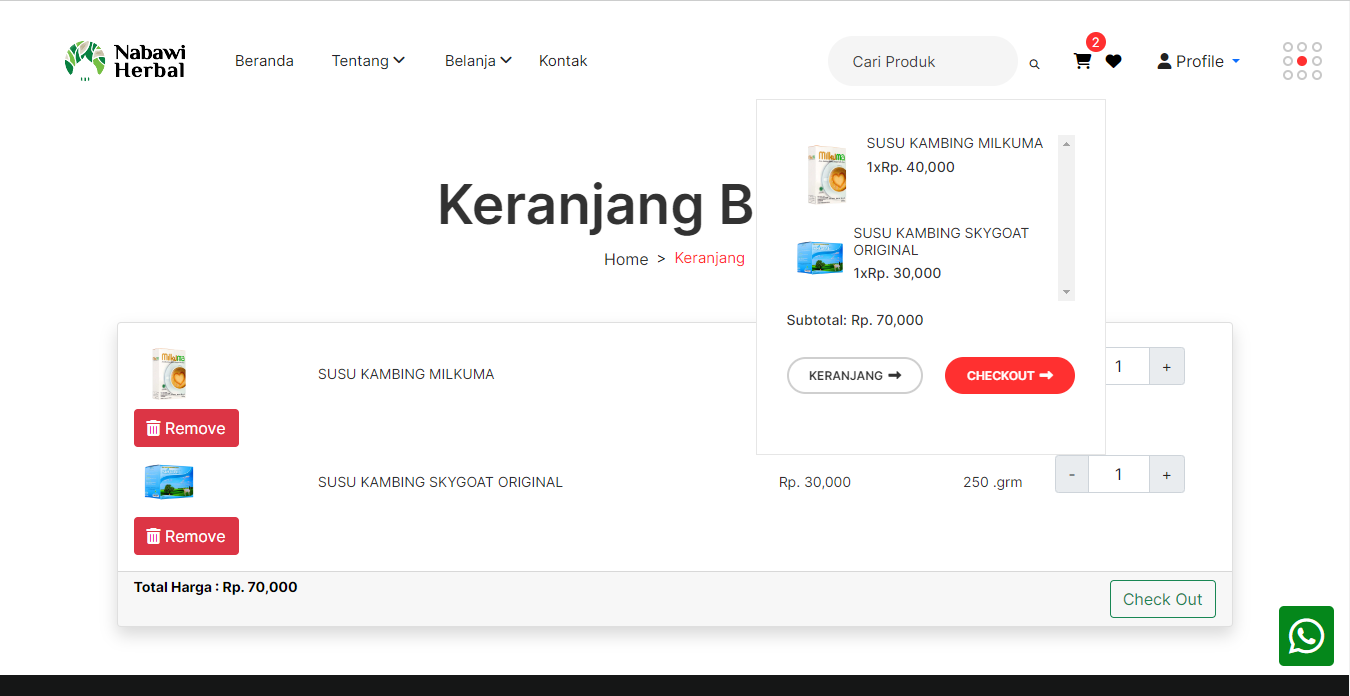 Nabawi
Herbal
Beranda
Tentang
Belanja
Kontak
Cari Produk
2
Profile
SUSU KAMBING MILKUMA
1xRp. 40,000
SUSU KAMBING SKYGOAT
ORIGINAL
1xRp. 30,000
Subtotal: Rp. 70,000
KERANJANG
CHECKOUT
Keranjang B
Home > Keranjang
Milkuma
SUSU KAMBING MILKUMA
1 +
Remove
SUSU KAMBING SKYGOAT ORIGINAL
Rp. 30,000
250 .grm
- 1 +
Remove
Total Harga : Rp. 70,000
Check Out